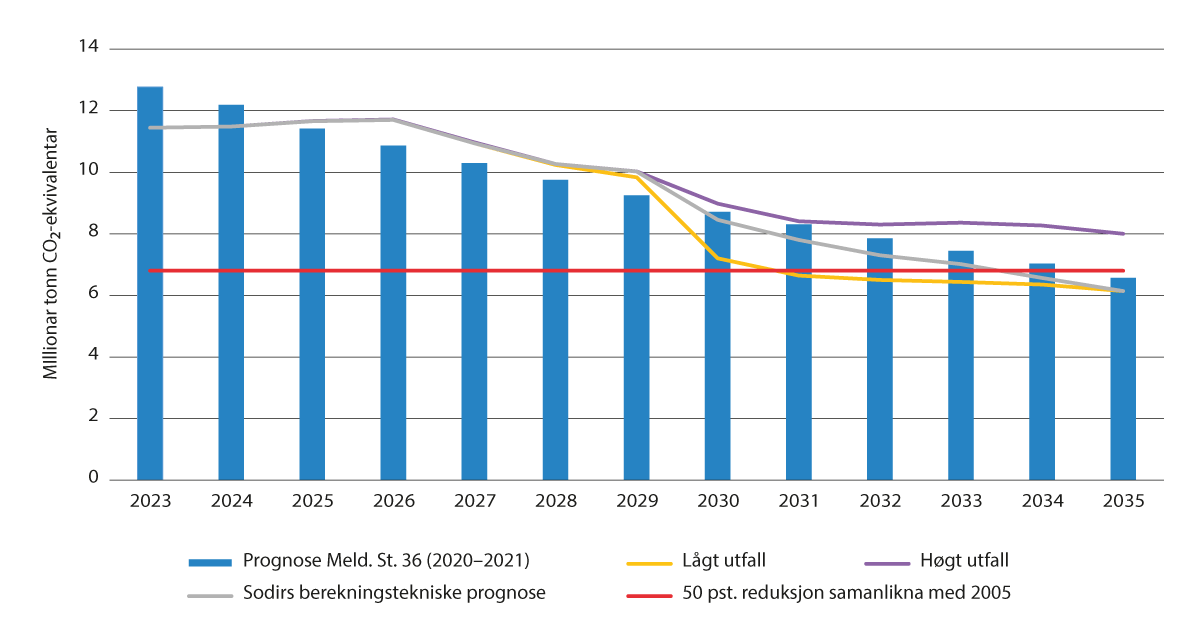 14
12
10
8
6
4
2
0
Millionar tonn CO₂-ekvivalentar
2023 2024 2025 2026 2027 2028 2029 2030 2031 2032 2033 2034 2035
Prognose Meld. St. 36 (2020–2021) Lågt utfall Høgt utfall
Sodirs berekningstekniske prognose 50 pst. reduksjon samanlikna med 2005